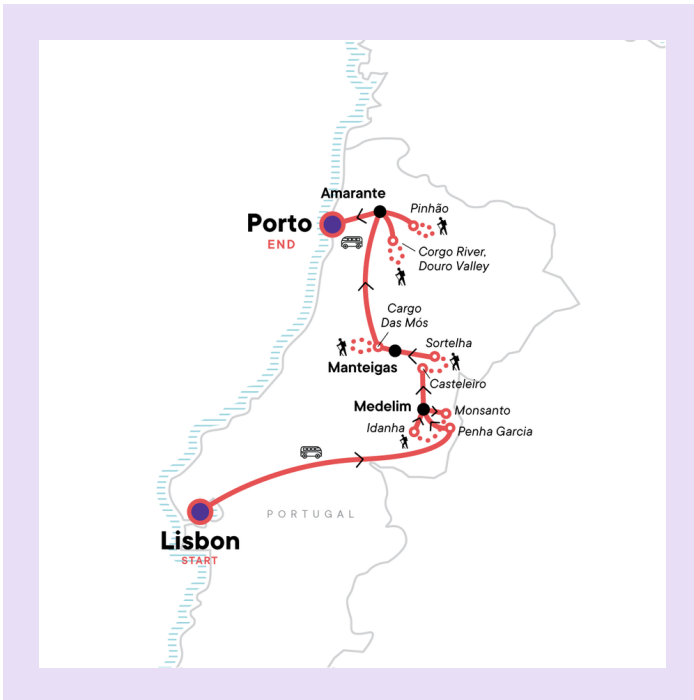 Amarante
Pinhão
Porto
END
Corgo River,
Douro Valley
Cargo
Das Mós
Sortelha
Manteigas
Casteleiro
Medelim
Monsanto
Idanha
Penha Garcia
PORTUGAL
Lisbon
START